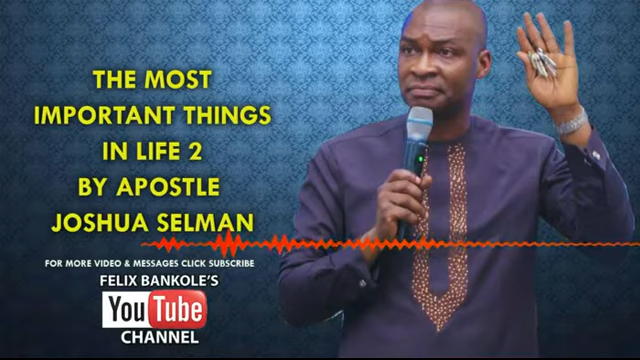 THE MOST
IMPORTANT THINGS
IN LIFE 2
BY APOSTLE
JOSHUA SELMAN
FOR MORE VIDEO & MESSAGES CLICK SUBSCRIBE
FELIX BANKOLE'S
YouTube
CHANNEL